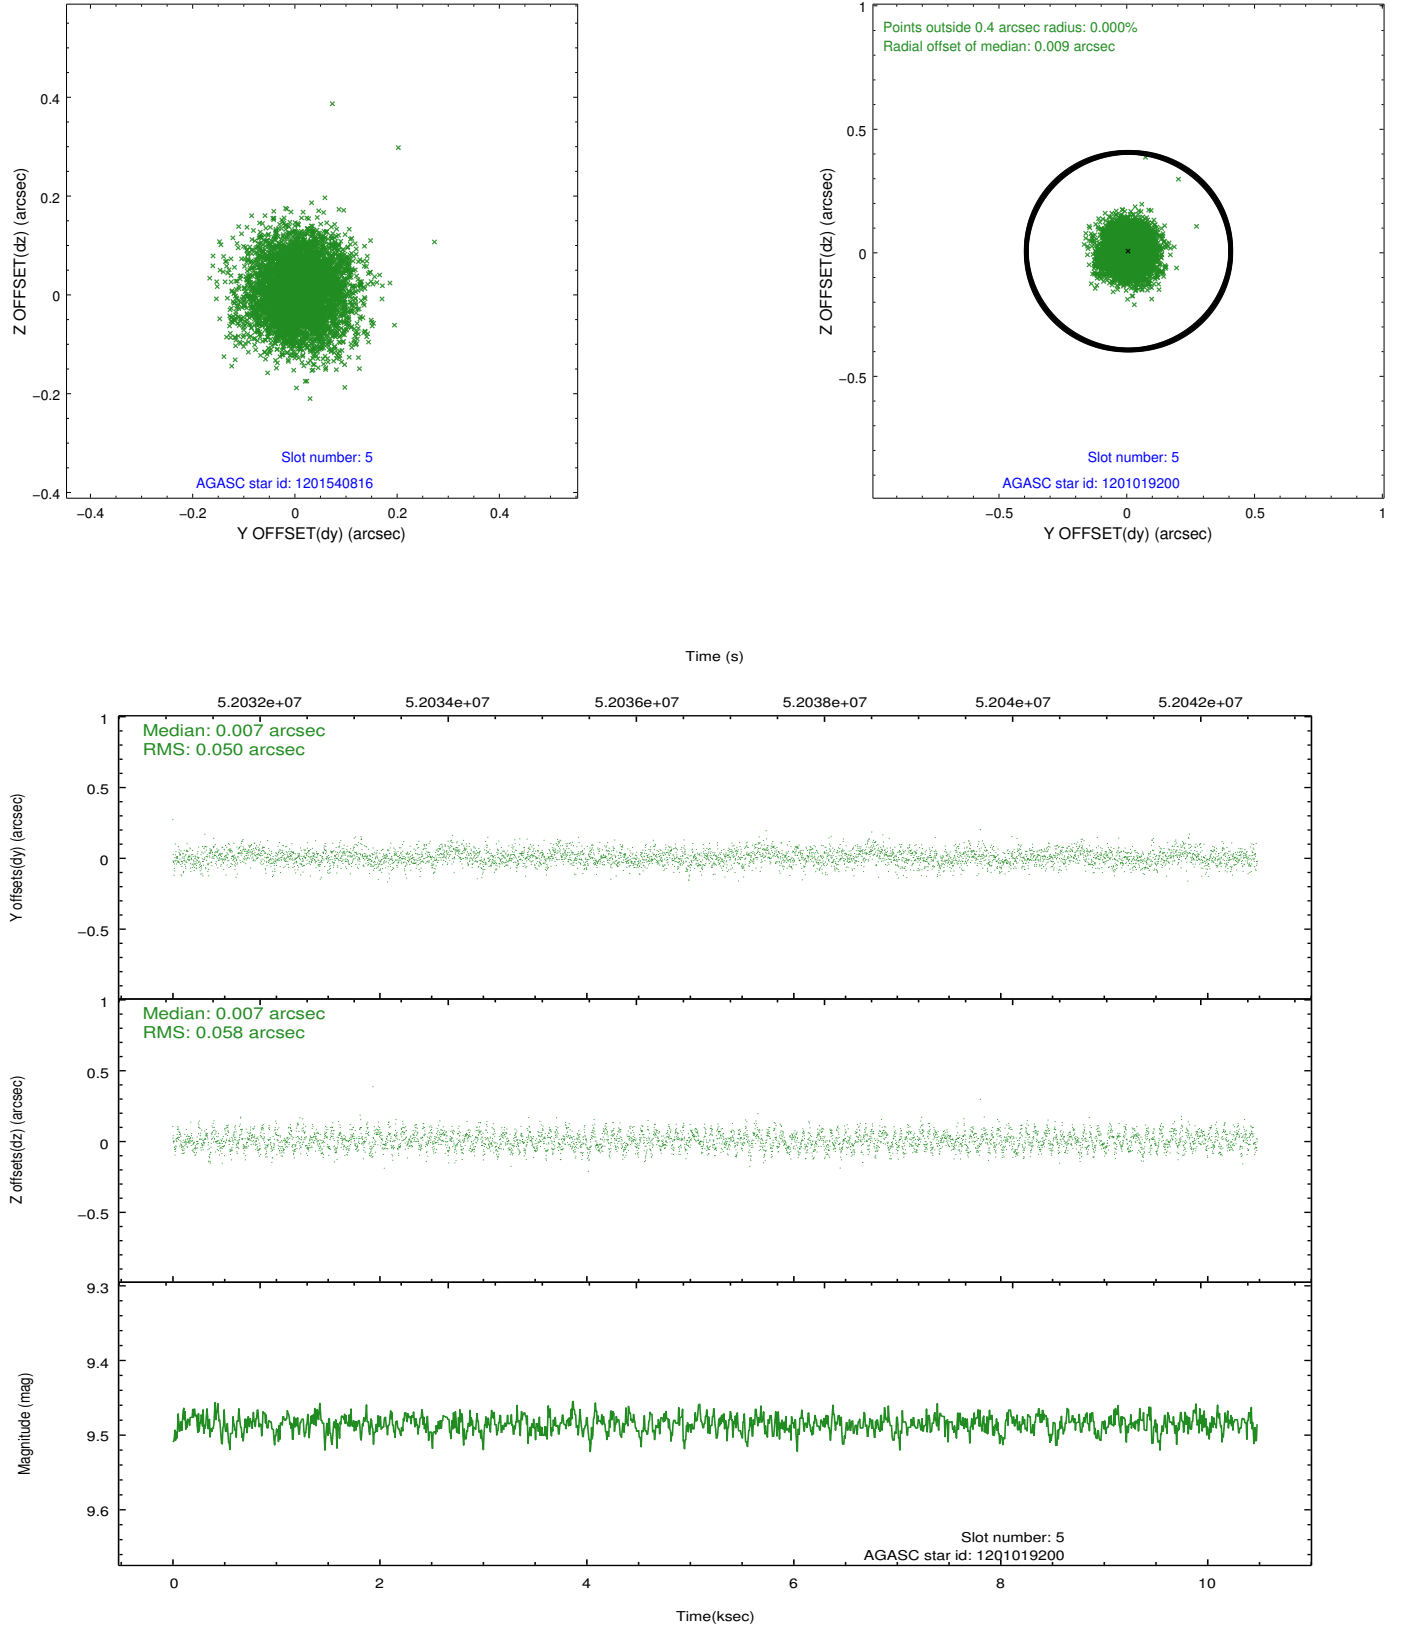 0.4
0.2
0
−0.2
−0.4
Z OFFSET(dz) (arcsec)
Slot number: 5
AGASC star id: 1201540816
−0.4 −0.2 0 0.2 0.4
Y OFFSET(dy) (arcsec)
1
0.5
0
−0.5
Z OFFSET(dz) (arcsec)
Points outside 0.4 arcsec radius: 0.000%
Radial offset of median: 0.009 arcsec
Slot number: 5
AGASC star id: 1201019200
−0.5 0 0.5 1
Y OFFSET(dy) (arcsec)
Time (s)
5.2032e+07 5.2034e+07 5.2036e+07 5.2038e+07 5.204e+07 5.2042e+07
1
0.5
0
−0.5
Y offsets(dy) (arcsec)
Median: 0.007 arcsec
RMS: 0.050 arcsec
1
0.5
0
−0.5
Z offsets(dz) (arcsec)
Median: 0.007 arcsec
RMS: 0.058 arcsec
9.3
9.4
9.5
9.6
Magnitude (mag)
Slot number: 5
AGASC star id: 1201019200
0 2 4 6 8 10
Time(ksec)